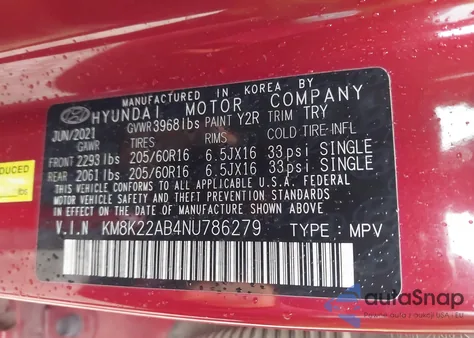 MANUFACTURED IN KOREA BY
HYUNDAI MOTOR COMPANY
JUN/2021 GVWR 3968lbs PAINT Y2R TRIM TRY
GAWR TIRES RIMS COLD TIRE-INFL
FRONT 2293lbs 205/60R16 6.5JX16 33psi SINGLE
REAR 2061lbs 205/60R16 6.5JX16 33psi SINGLE
THIS VEHICLE CONFORMS TO ALL APPLICABLE U.S.A. FEDERAL
MOTOR VEHICLE SAFETY AND THEFT PREVENTION STANDARDS
IN EFFECT ON THE DATE OF MANUFACTURE SHOWN ABOVE.
V.I.N KM8K22AB4NU786279 TYPE: MPV
DUCED
autoSnap